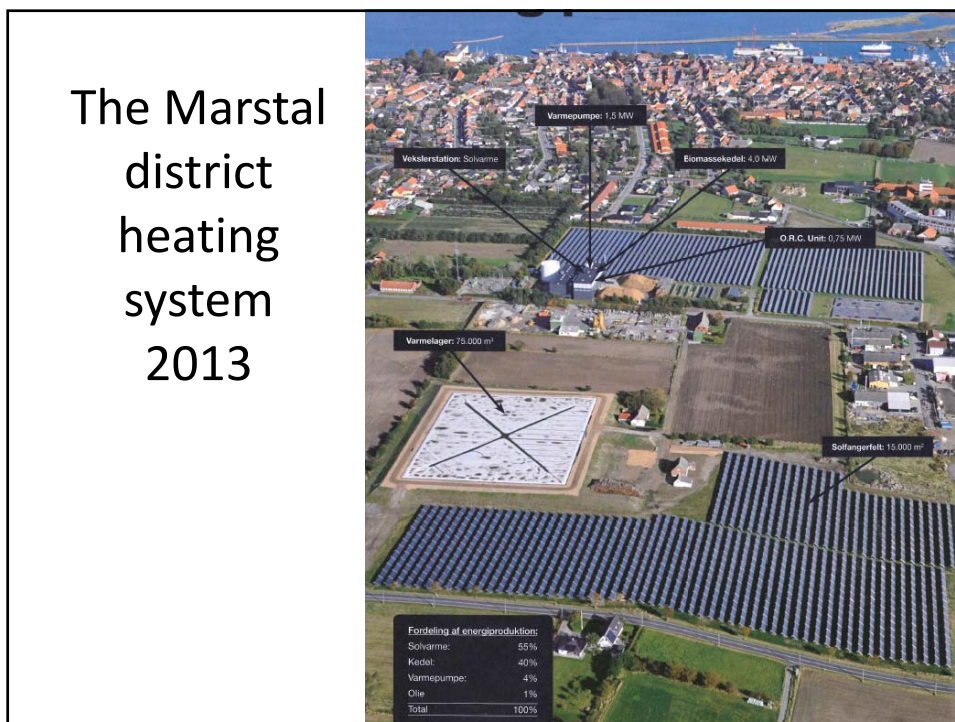 The Marstal
district
heating
system
2013
Varmepumpe: 1,5 MW
Vekslerstation: Solvarme
Biomassekedel: 4,0 MW
O.R.C. Unit: 0,75 MW
Varmelager: 75.000 m³
Solfangerfelt: 15.000 m²
Fordeling af energiproduktion:
Solvarme: 55%
Kedel: 40%
Varmepumpe: 4%
Olie 1%
Total 100%